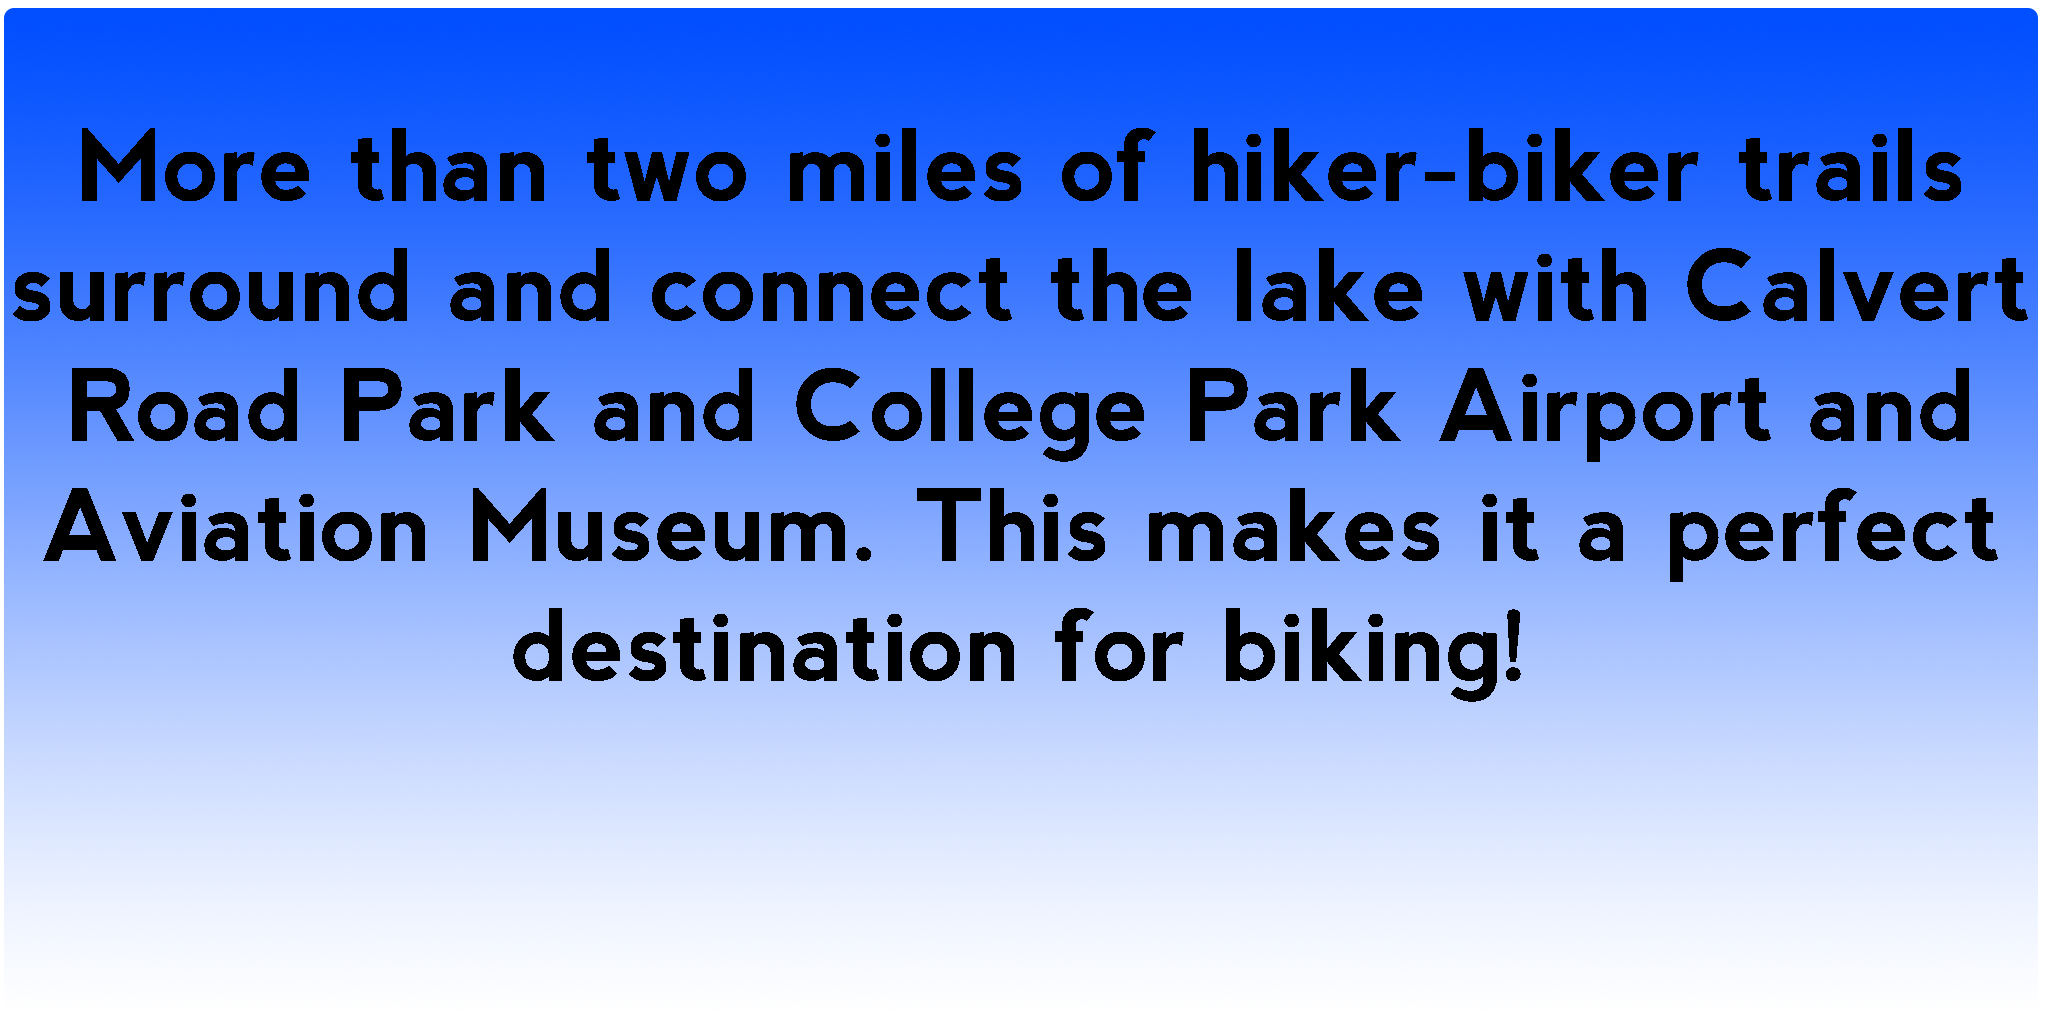 More than two miles of hiker-biker trails
surround and connect the lake with Calvert
Road Park and College Park Airport and
Aviation Museum. This makes it a perfect
destination for biking!